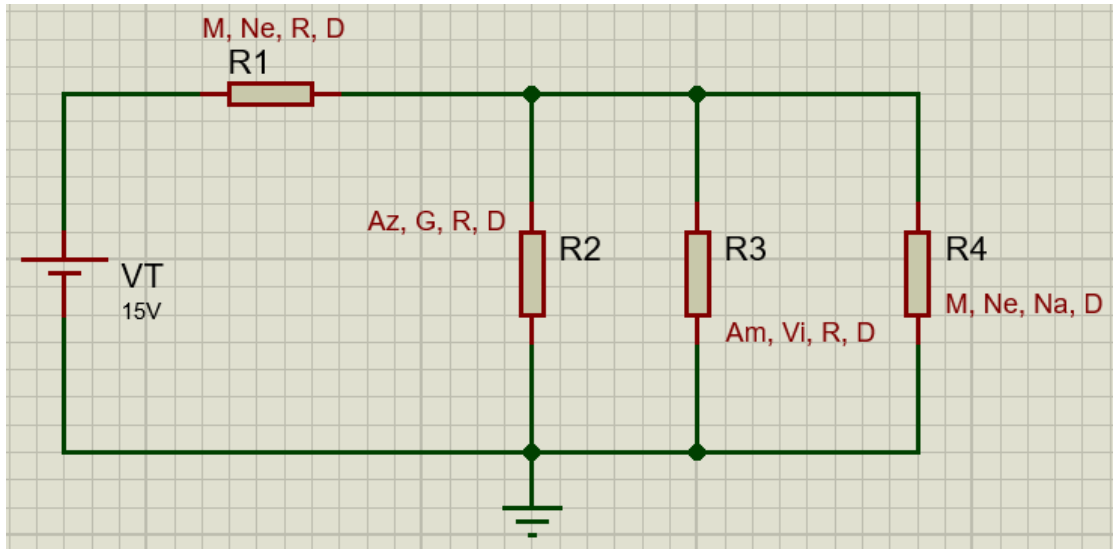 M, Ne, R, D
R1
Az, G, R, D
R2
R3
R4
VT
15V
M, Ne, Na, D
Am, Vi, R, D